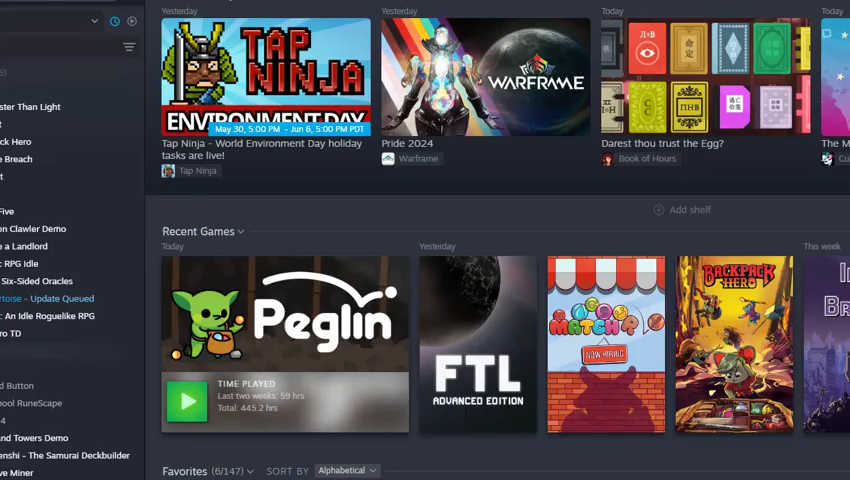 Yesterday
Yesterday
Today
TAP
NINJA
ENVIRONMENT DAY
May 30, 5:00 PM - Jun 6, 5:00 PM PDT
WARFRAME
Tap Ninja - World Environment Day holiday
tasks are live!
Tap Ninja
Pride 2024
Warframe
Darest thou trust the Egg?
Book of Hours
The M
Cu
Add shelf
ster Than Light
ck Hero
e Breach
t
Five
on Clawler Demo
e a Landlord
: RPG Idle
Six-Sided Oracles
rtoise - Update Queued
: An Idle Roguelike RPG
ro TD
d Button
hool RuneScape
4
and Towers Demo
enshi - The Samurai Deckbuilder
ve Miner
Recent Games
Today
Yesterday
This week
Peglin
TIME PLAYED
Last two weeks: 59 hrs
Total: 445.2 hrs
FTL
ADVANCED EDITION
MATCH
NOW HIRING
BACKPACK
HERO
Favorites (6/147)
SORT BY
Alphabetical